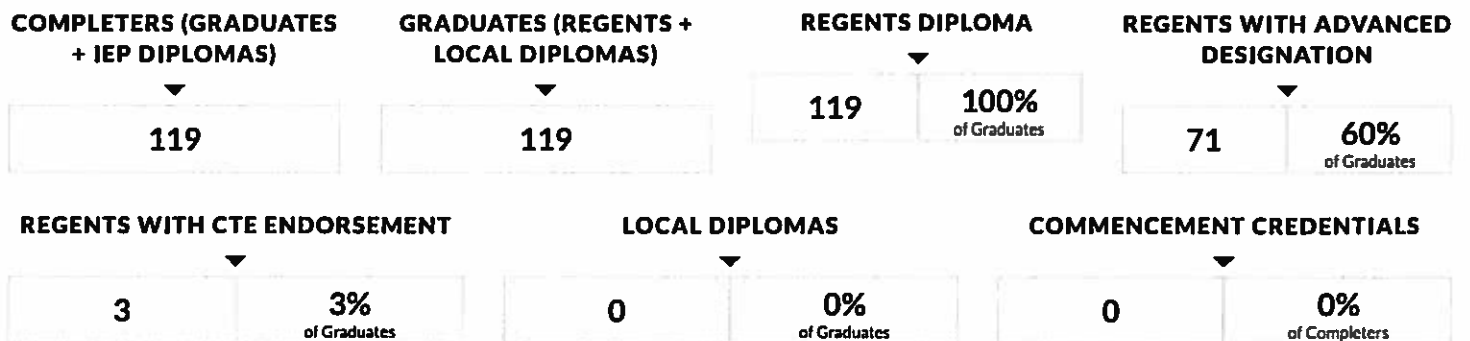 COMPLETERS (GRADUATES
+ IEP DIPLOMAS)
119
GRADUATES (REGENTS +
LOCAL DIPLOMAS)
119
REGENTS DIPLOMA
119
100%
of Graduates
REGENTS WITH ADVANCED
DESIGNATION
71
60%
of Graduates
REGENTS WITH CTE ENDORSEMENT
3
3%
of Graduates
LOCAL DIPLOMAS
0
0%
of Graduates
COMMENCEMENT CREDENTIALS
0
0%
of Completers